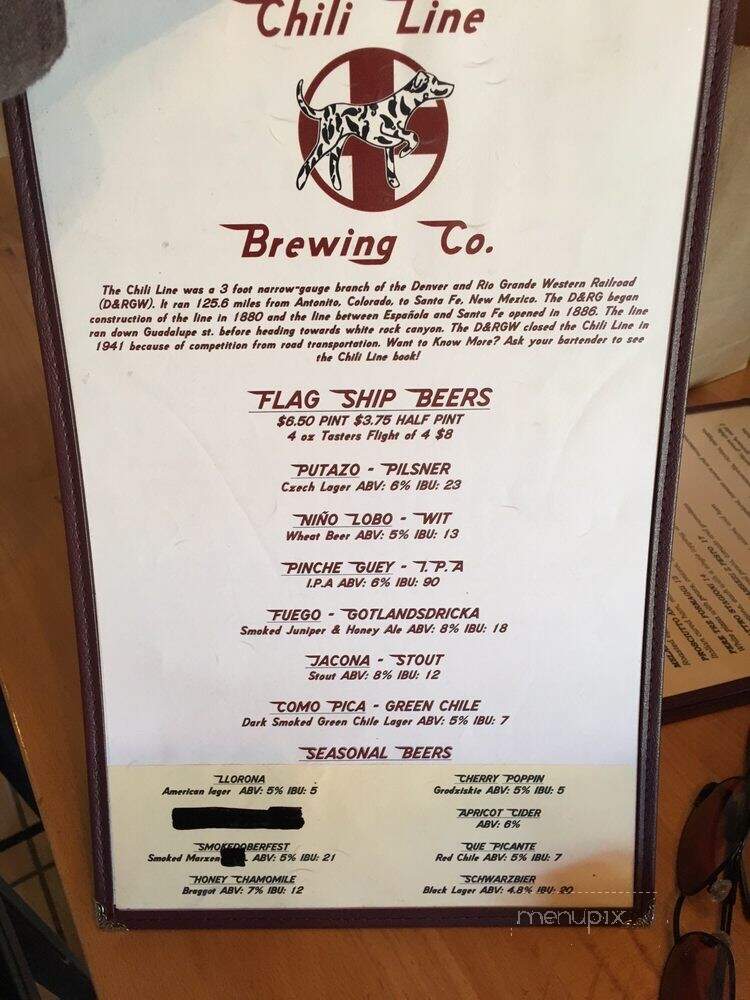 Chili Line
Brewing Co.
The Chili Line was a 3 foot narrow-gauge branch of the Denver and Rio Grande Western Railroad
(D&RGW). It ran 125.6 miles from Antonito, Colorado, to Santa Fe, New Mexico. The D&RG began
construction of the line in 1880 and the line between Española and Santa Fe opened in 1886. The line
ran down Guadalupe st. before heading towards white rock canyon. The D&RGW closed the Chili Line in
1941 because of competition from road transportation. Want to Know More? Ask your bartender to see
the Chili Line book!
FLAG SHIP BEERS
$6.50 PINT $3.75 HALF PINT
4 oz Tasters Flight of 4 $8
PUTAZO - PILSNER
Czech Lager ABV: 6% IBU: 23
NIÑO LOBO - WIT
Wheat Beer ABV: 5% IBU: 13
PINCHE GUEY - I.P.A
I.P.A ABV: 6% IBU: 90
FUEGO - GOTLANDSDRICKA
Smoked Juniper & Honey Ale ABV: 8% IBU: 18
JACONA - STOUT
Stout ABV: 8% IBU: 12
COMO PICA - GREEN CHILE
Dark Smoked Green Chile Lager ABV: 5% IBU: 7
SEASONAL BEERS
LLORONA
American lager ABV: 5% IBU: 5
SMOKEDOBERFEST
Smoked Marzen ABV: 5% IBU: 21
HONEY CHAMOMILE
Braggot ABV: 7% IBU: 12
CHERRY POPPIN
Grodziskie ABV: 5% IBU: 5
APRICOT CIDER
ABV: 6%
QUE PICANTE
Red Chile ABV: 5% IBU: 7
SCHWARZBIER
Black Lager ABV: 4.8% IBU: 20
menupix